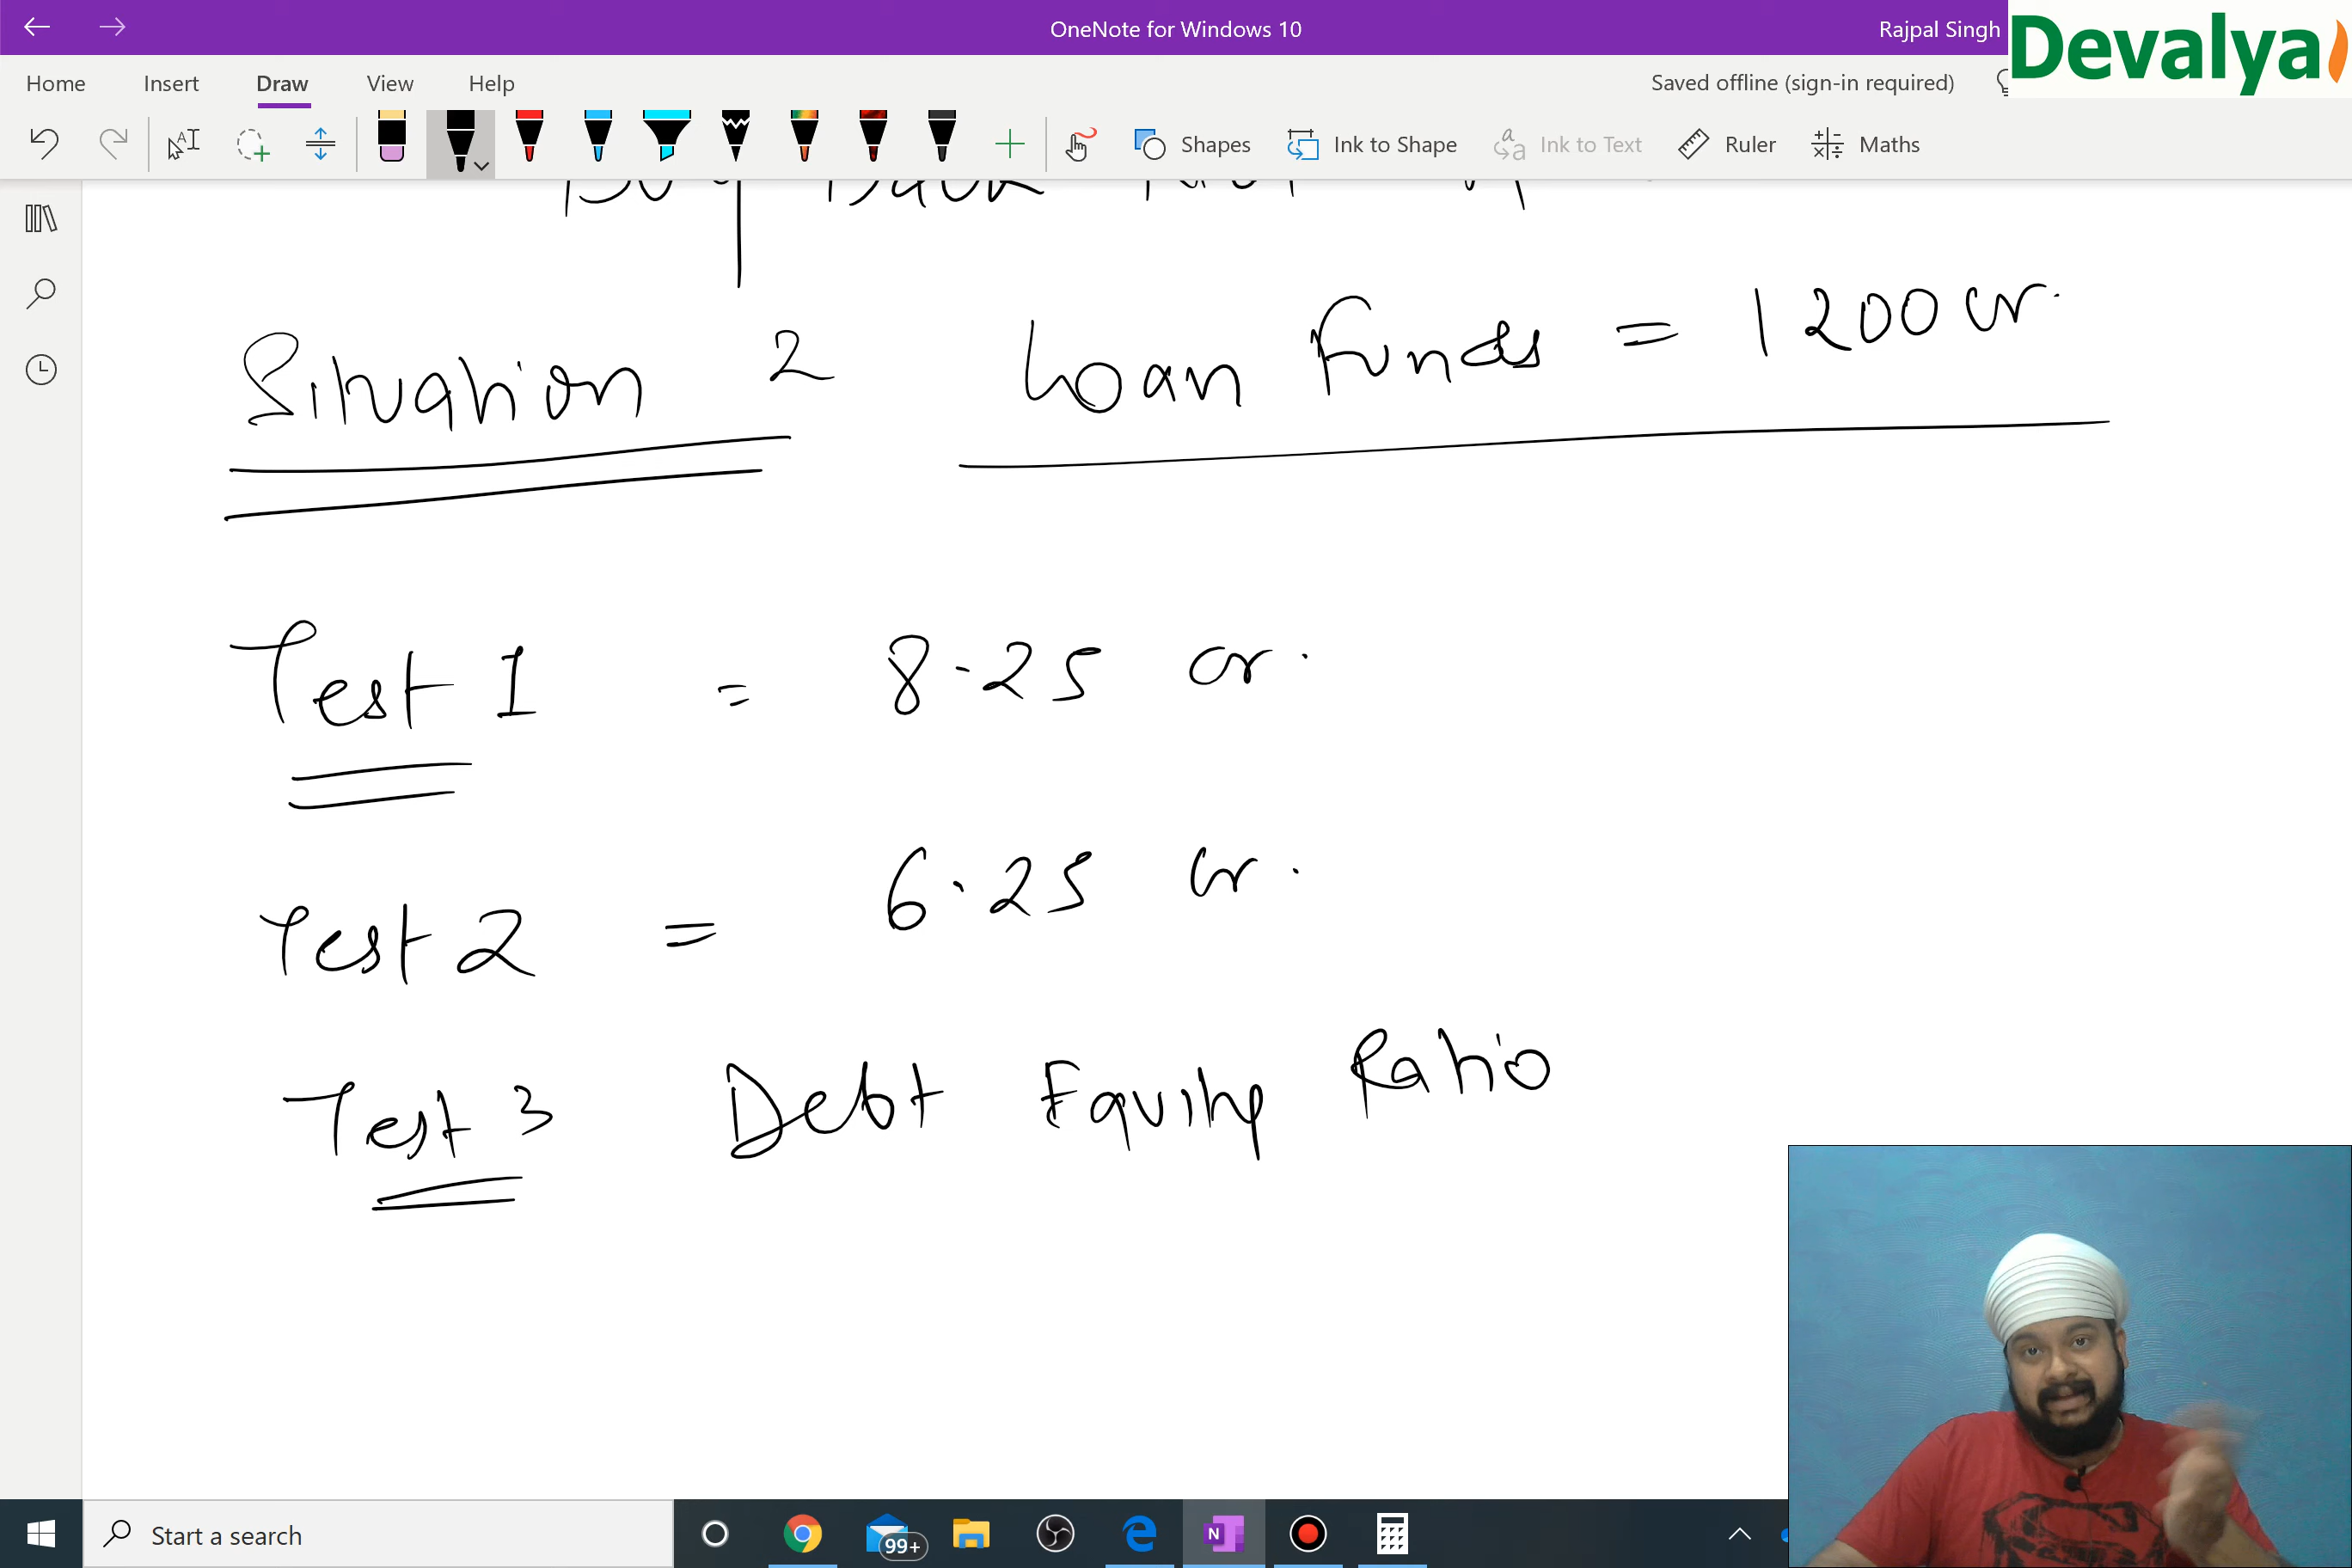 OneNote for Windows 10
Rajpal Singh
Devalya
Home Insert Draw View Help
Saved offline (sign-in required)
Shapes Ink to Shape Ink to Text Ruler Maths
Situation 2 Loan Funds = 1200 cr.
Test 1 = 8.25 cr.
Test 2 = 6.25 cr.
Test 3 Debt Equity Ratio
Start a search
99+